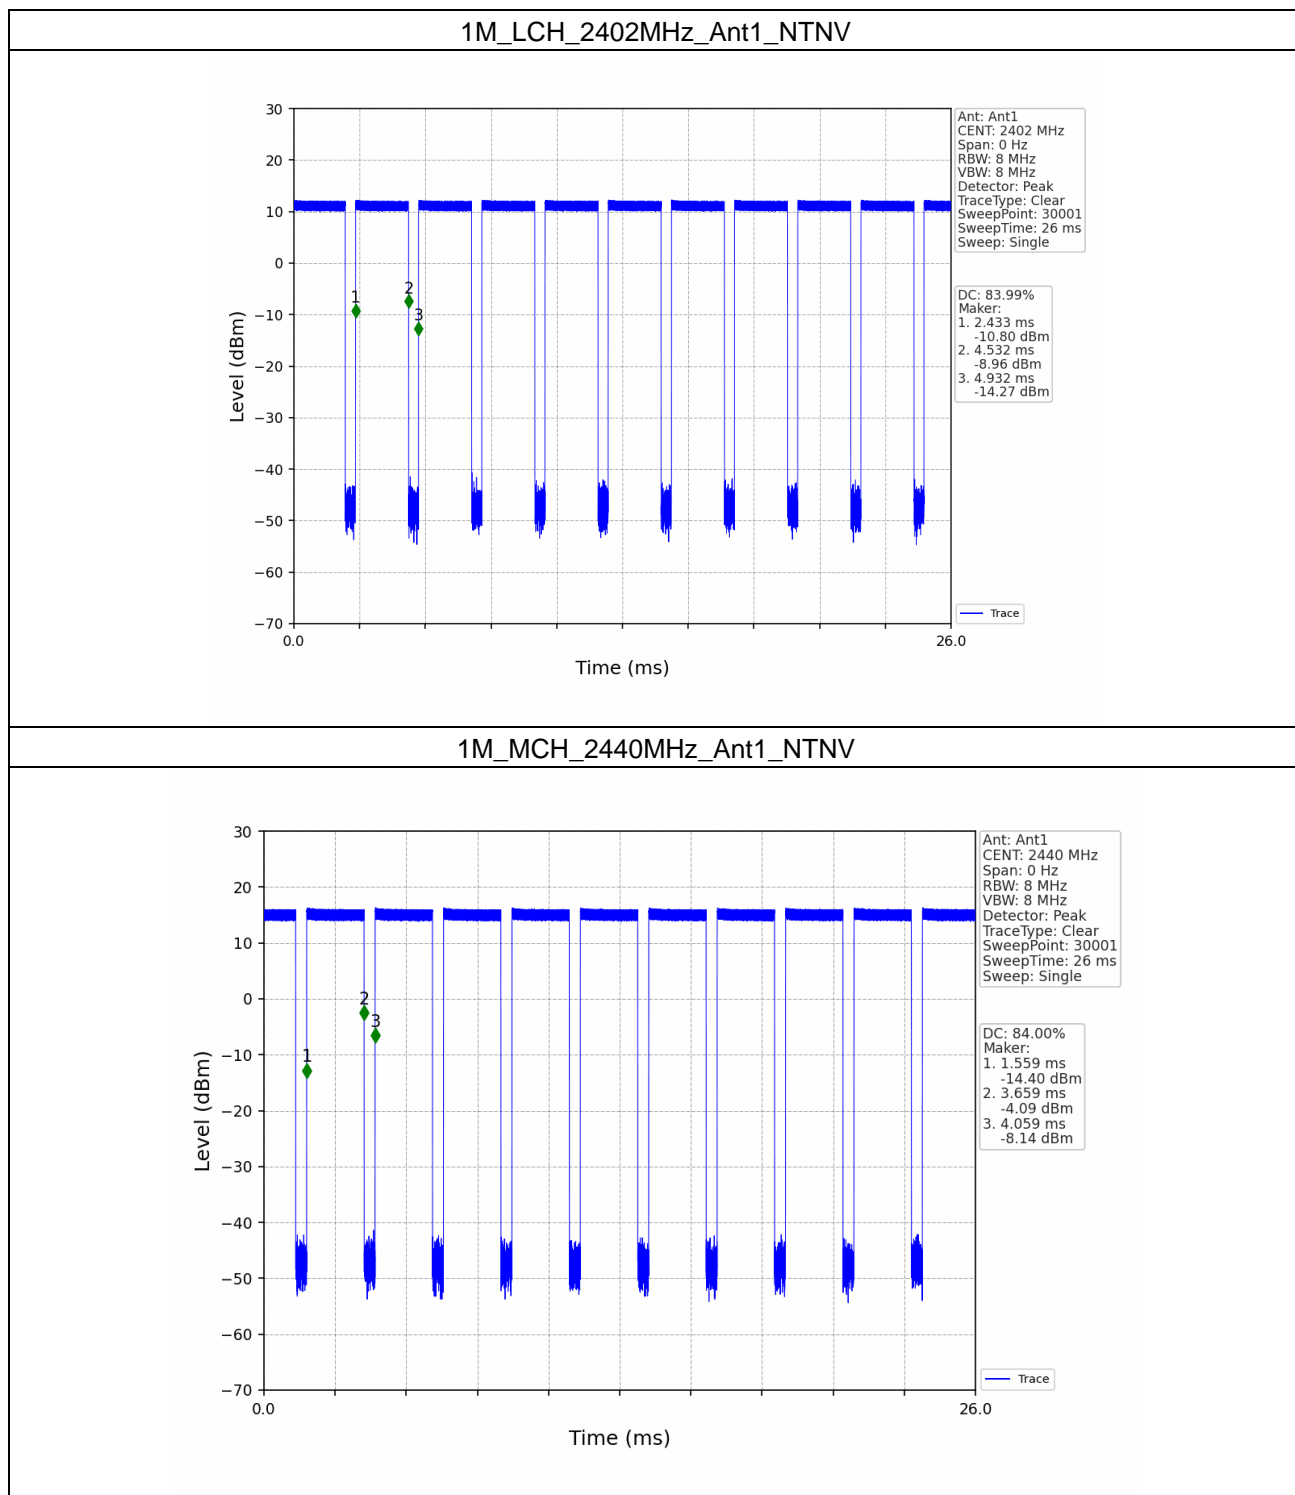 1M_LCH_2402MHz_Ant1_NTNV
30
20
10
0
−10
−20
−30
−40
−50
−60
−70
Level (dBm)
1
2
3
0.0
26.0
Time (ms)
Ant: Ant1
CENT: 2402 MHz
Span: 0 Hz
RBW: 8 MHz
VBW: 8 MHz
Detector: Peak
TraceType: Clear
SweepPoint: 30001
SweepTime: 26 ms
Sweep: Single
DC: 83.99%
Maker:
1. 2.433 ms
-10.80 dBm
2. 4.532 ms
-8.96 dBm
3. 4.932 ms
-14.27 dBm
Trace
1M_MCH_2440MHz_Ant1_NTNV
30
20
10
0
−10
−20
−30
−40
−50
−60
−70
Level (dBm)
1
2
3
0.0
26.0
Time (ms)
Ant: Ant1
CENT: 2440 MHz
Span: 0 Hz
RBW: 8 MHz
VBW: 8 MHz
Detector: Peak
TraceType: Clear
SweepPoint: 30001
SweepTime: 26 ms
Sweep: Single
DC: 84.00%
Maker:
1. 1.559 ms
-14.40 dBm
2. 3.659 ms
-4.09 dBm
3. 4.059 ms
-8.14 dBm
Trace